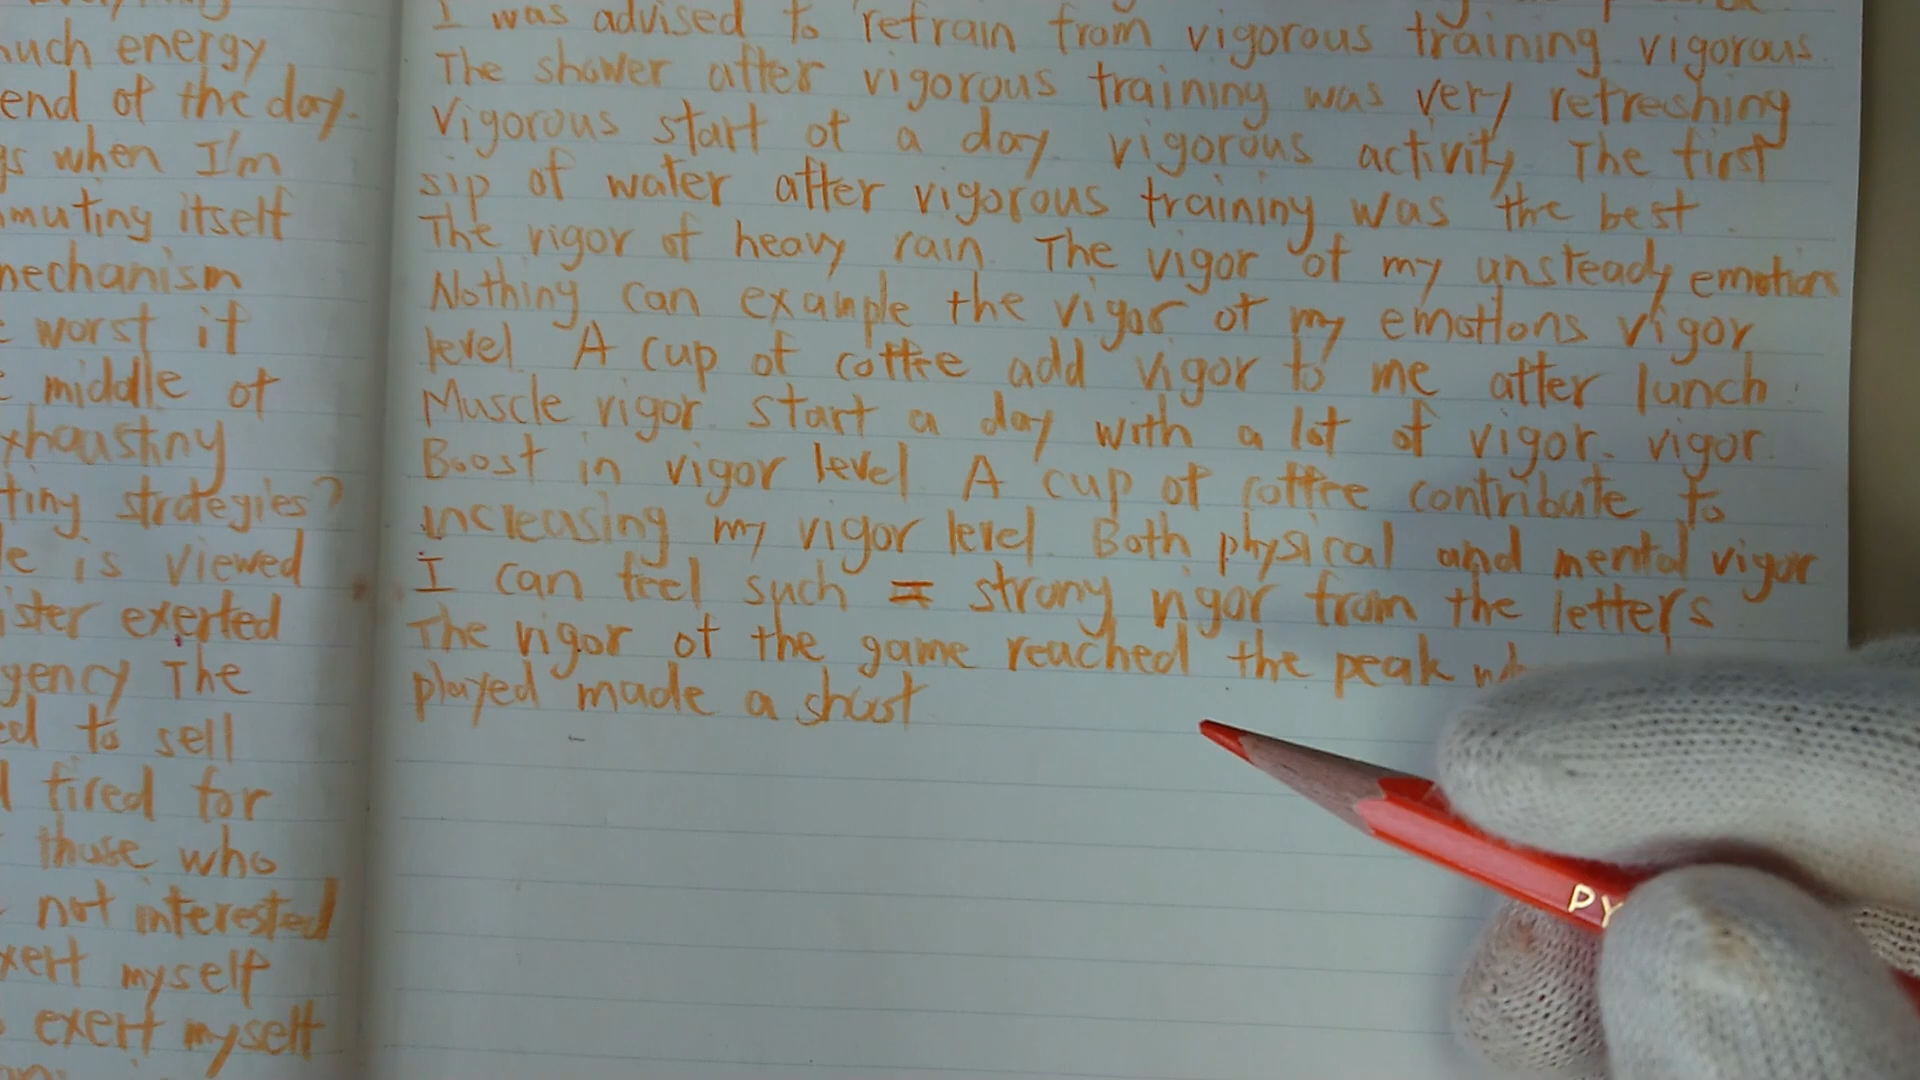 much energy
end of the day.
when I'm
muting itself
mechanism
worst if
middle of
exhausting
strategies?
is viewed
exerted
The
to sell
fired for
those who
not interested
exert myself
exert myself
I was advised to refrain from vigorous training vigorous.
The shower after vigorous training was very refreshing
Vigorous start of a day. vigorous activity The first
sip of water after vigorous training was the best.
The vigor of heavy rain. The vigor of my unsteady emotions
Nothing can example the vigor of my emotions vigor
level A cup of coffee add vigor to me after lunch.
Muscle vigor. start a day with a lot of vigor. vigor.
Boost in vigor level A cup of coffee contribute to
increasing my vigor level. Both physical and mental vigor
I can feel such strong vigor from the letters
The vigor of the game reached the peak
played made a shoot
PY